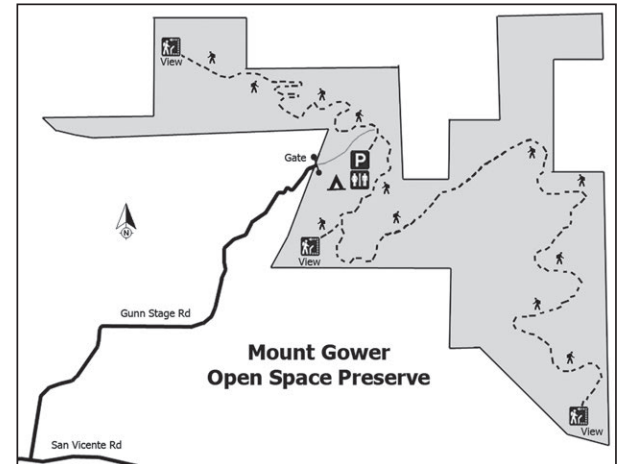 View
Gate
P
N
View
Gunn Stage Rd
Mount Gower
Open Space Preserve
View
San Vicente Rd